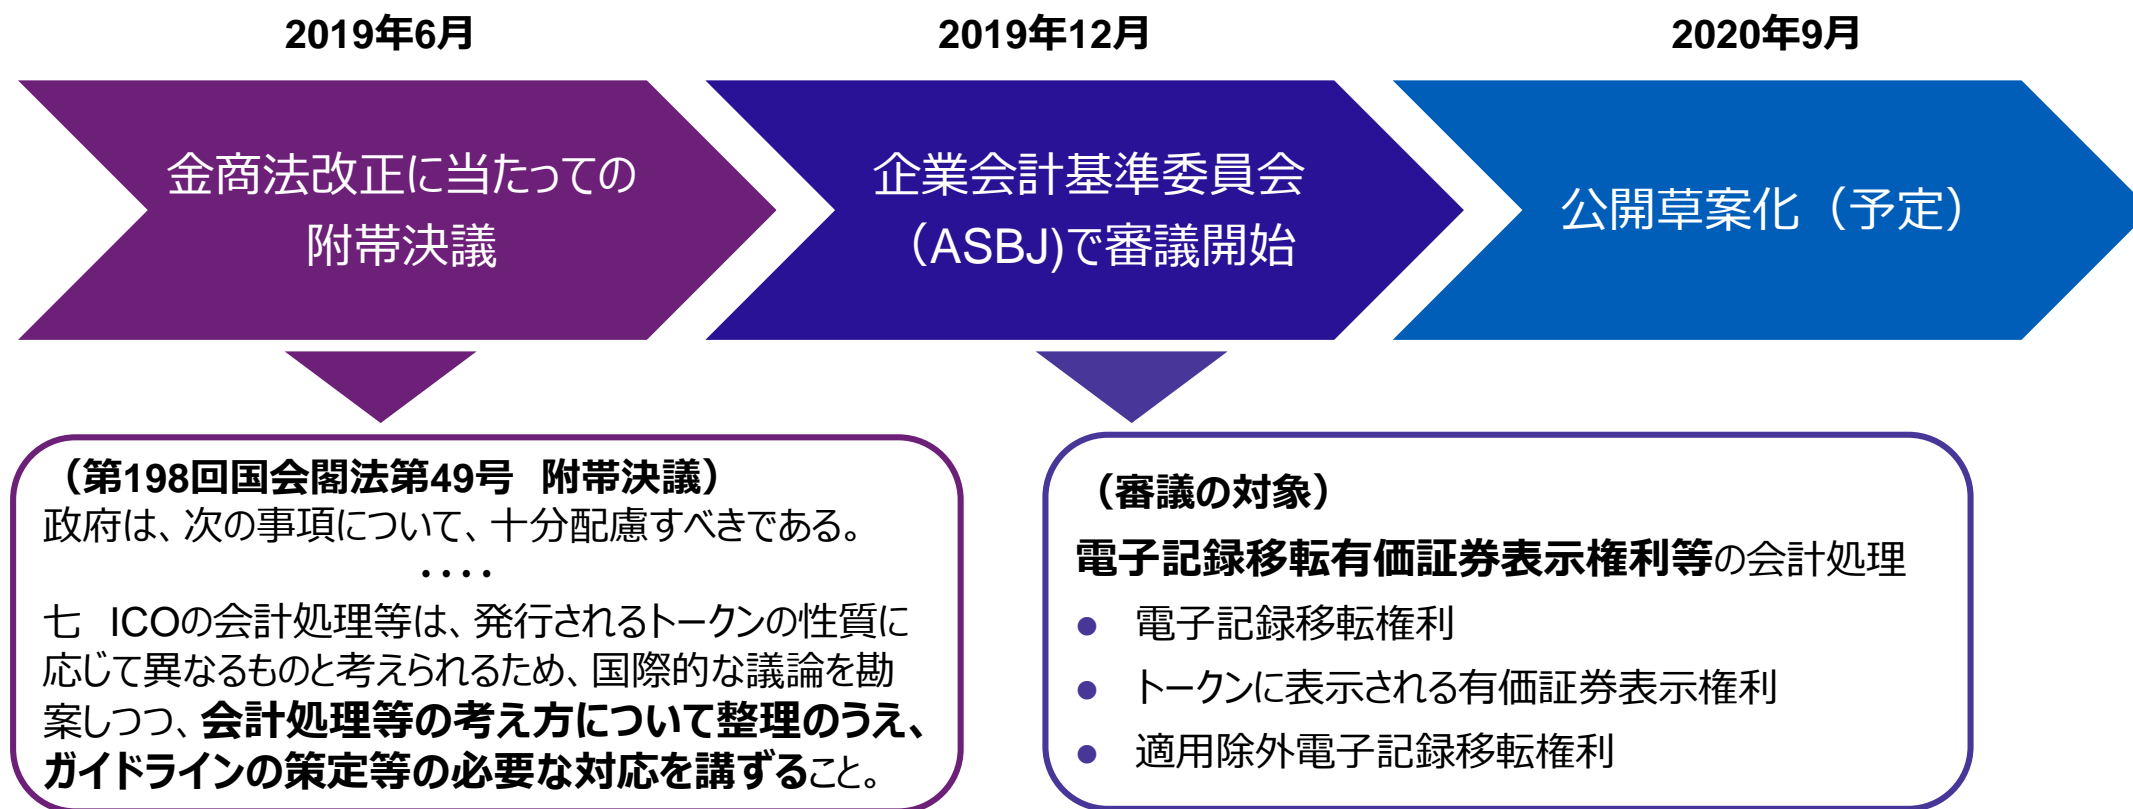 2019年6月
2019年12月
2020年9月
金商法改正に当たっての
附帯決議
企業会計基準委員会
（ASBJ)で審議開始
公開草案化（予定）
（第198回国会閣法第49号　附帯決議）
政府は、次の事項について、十分配慮すべきである。
・・・・
七　ICOの会計処理等は、発行されるトークンの性質に
応じて異なるものと考えられるため、国際的な議論を勘
案しつつ、会計処理等の考え方について整理のうえ、
ガイドラインの策定等の必要な対応を講ずること。
（審議の対象）
電子記録移転有価証券表示権利等の会計処理
● 電子記録移転権利
● トークンに表示される有価証券表示権利
● 適用除外電子記録移転権利